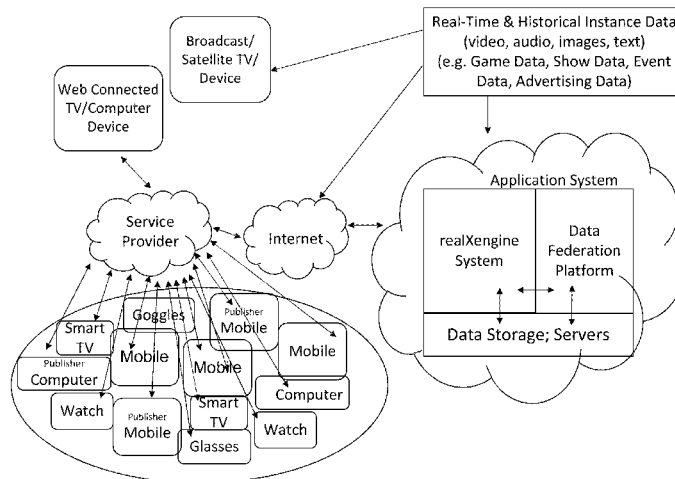 Real-Time & Historical Instance Data
(video, audio, images, text)
(e.g. Game Data, Show Data, Event
Data, Advertising Data)
Broadcast/
Satellite TV/
Device
Web Connected
TV/Computer
Device
Application System
Service
Provider
Internet
realXengine
System
Data
Federation
Platform
Data Storage; Servers
Goggles
Publisher
Mobile
Smart
TV
Mobile
Mobile
Mobile
Publisher
Computer
Computer
Watch
Publisher
Mobile
Smart
TV
Watch
Glasses